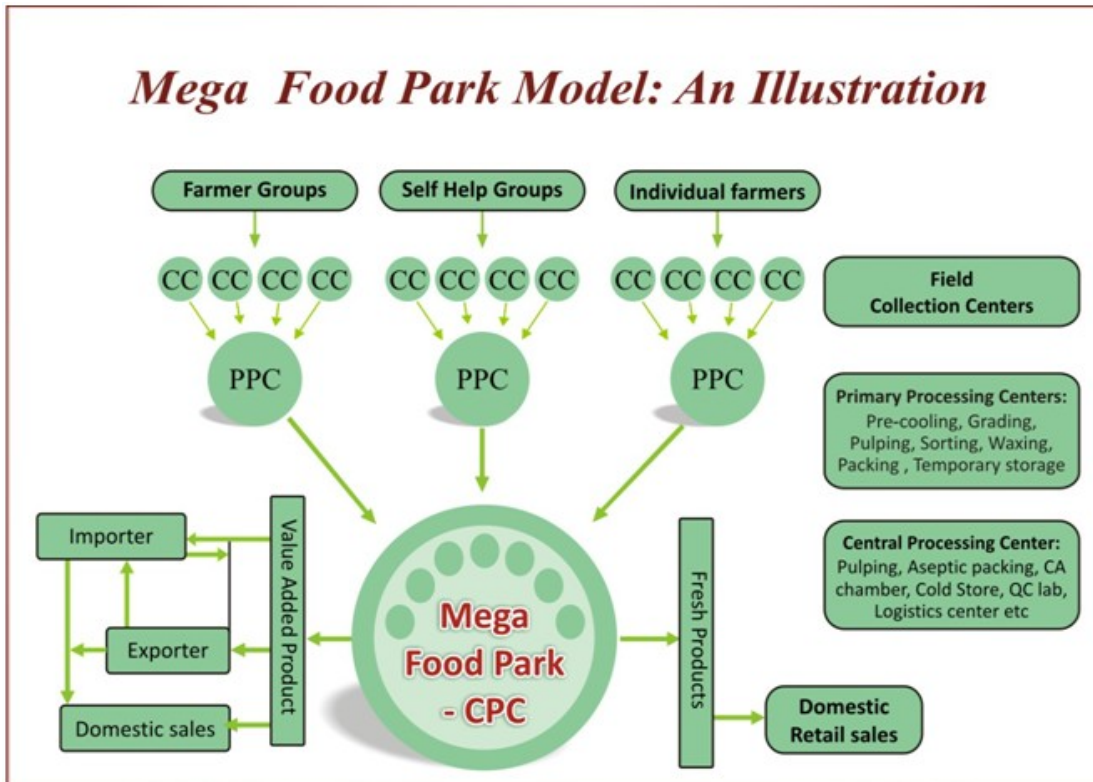 Mega Food Park Model: An Illustration
Farmer Groups
Self Help Groups
Individual farmers
CC CC CC CC
CC CC CC CC
CC CC CC CC
Field
Collection Centers
PPC
PPC
PPC
Primary Processing Centers:
Pre-cooling, Grading,
Pulping, Sorting, Waxing,
Packing , Temporary storage
Importer
Exporter
Domestic sales
Value Added Product
Mega
Food Park
- CPC
Fresh Products
Central Processing Center:
Pulping, Aseptic packing, CA
chamber, Cold Store, QC lab,
Logistics center etc
Domestic
Retail sales